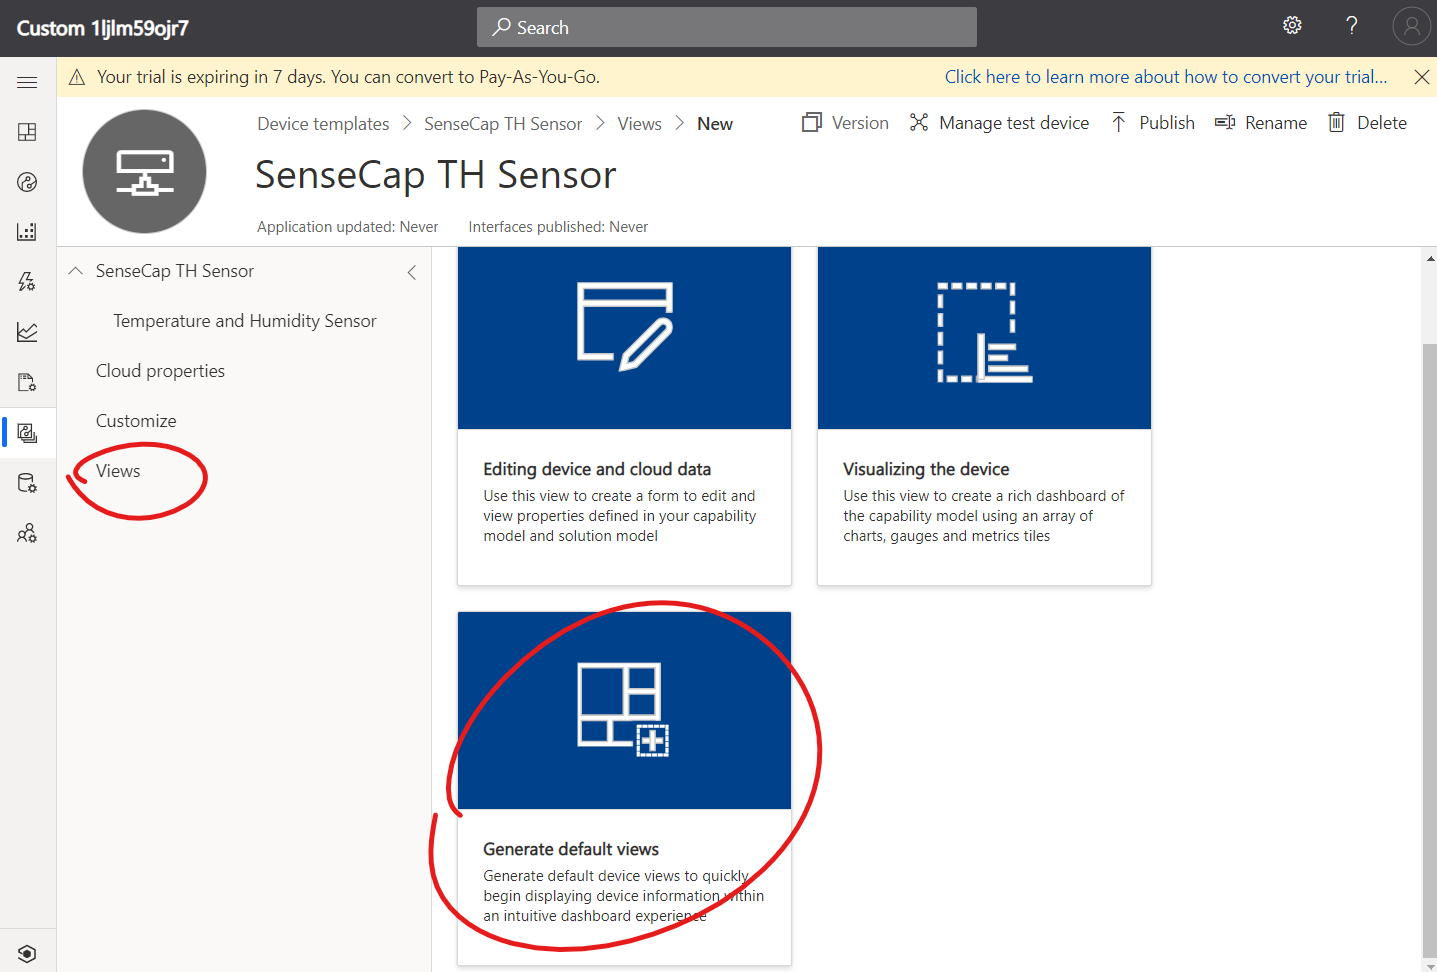 Custom 1ljlm59ojr7
Search
?
Your trial is expiring in 7 days. You can convert to Pay-As-You-Go.
Click here to learn more about how to convert your trial...
Device templates > SenseCap TH Sensor > Views > New
Version
Manage test device
Publish
Rename
Delete
SenseCap TH Sensor
Application updated: Never
Interfaces published: Never
SenseCap TH Sensor
Temperature and Humidity Sensor
Cloud properties
Customize
Views
Editing device and cloud data
Use this view to create a form to edit and
view properties defined in your capability
model and solution model
Visualizing the device
Use this view to create a rich dashboard of
the capability model using an array of
charts, gauges and metrics tiles
Generate default views
Generate default device views to quickly
begin displaying device information within
an intuitive dashboard experience